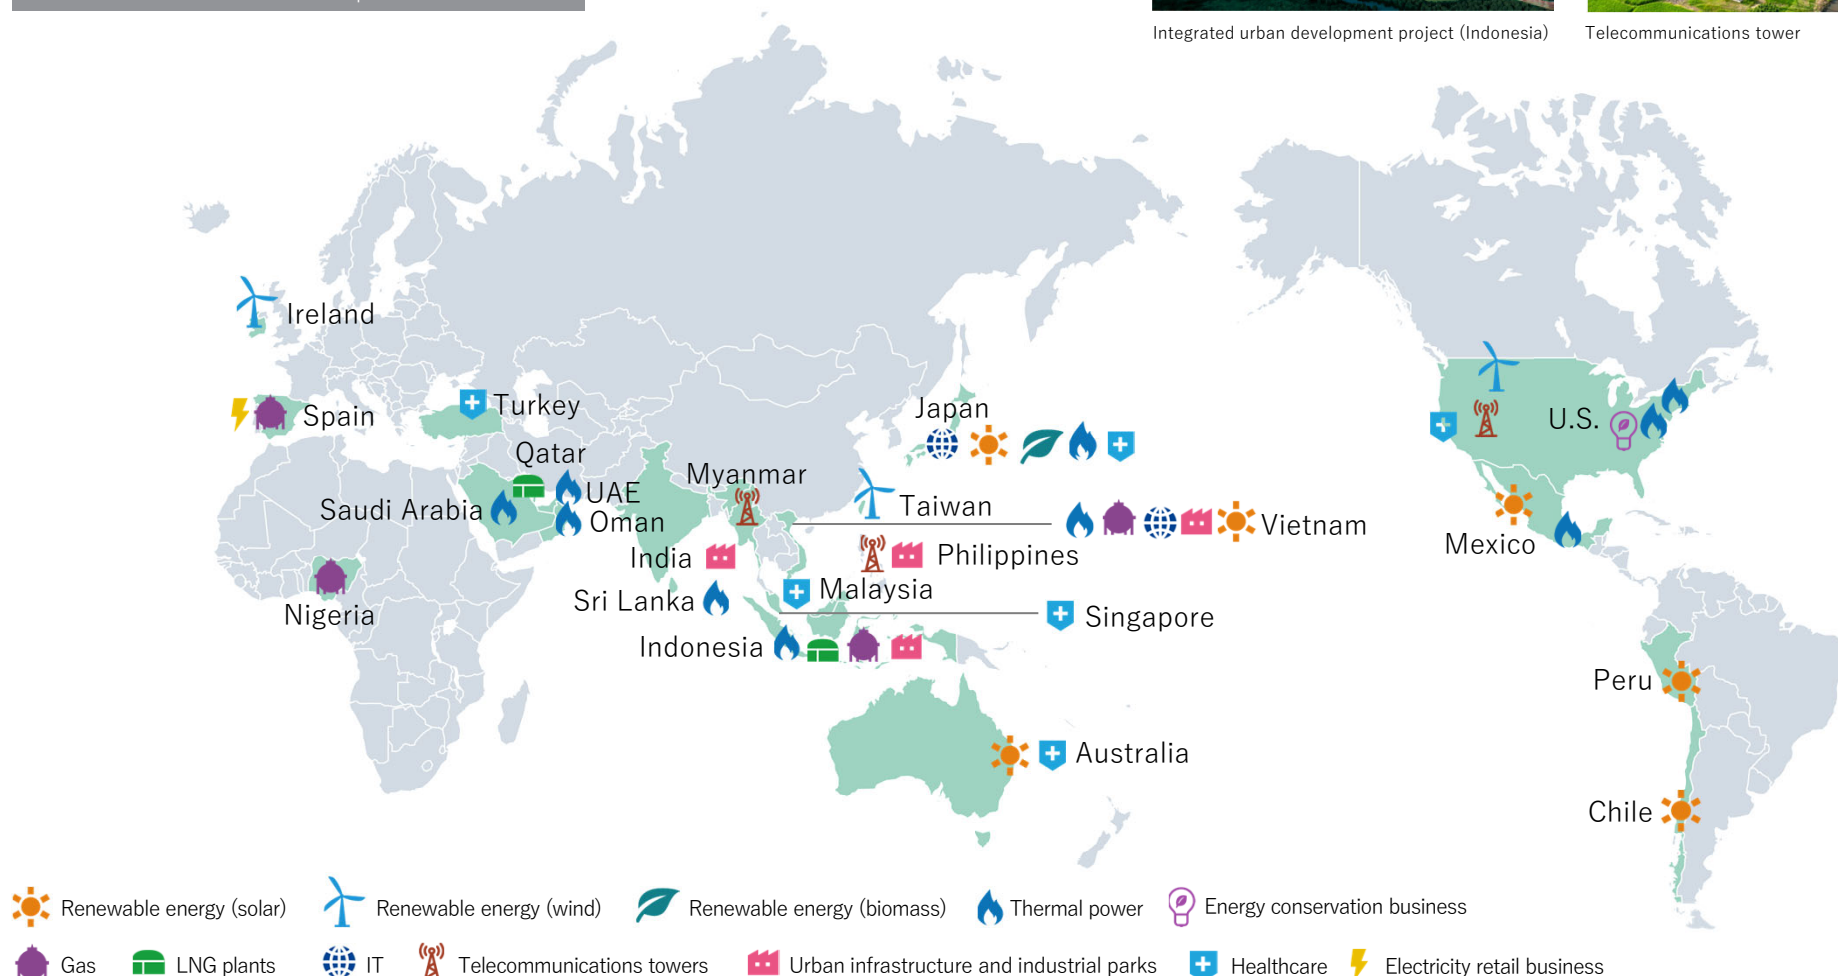 Integrated urban development project (Indonesia)
Telecommunications tower
Ireland
Spain
Turkey
Qatar
Saudi Arabia
UAE
Oman
Nigeria
India
Sri Lanka
Myanmar
Japan
Taiwan
Vietnam
Philippines
Malaysia
Singapore
Indonesia
Australia
U.S.
Mexico
Peru
Chile
Renewable energy (solar)
Renewable energy (wind)
Renewable energy (biomass)
Thermal power
Energy conservation business
Gas
LNG plants
IT
Telecommunications towers
Urban infrastructure and industrial parks
Healthcare
Electricity retail business